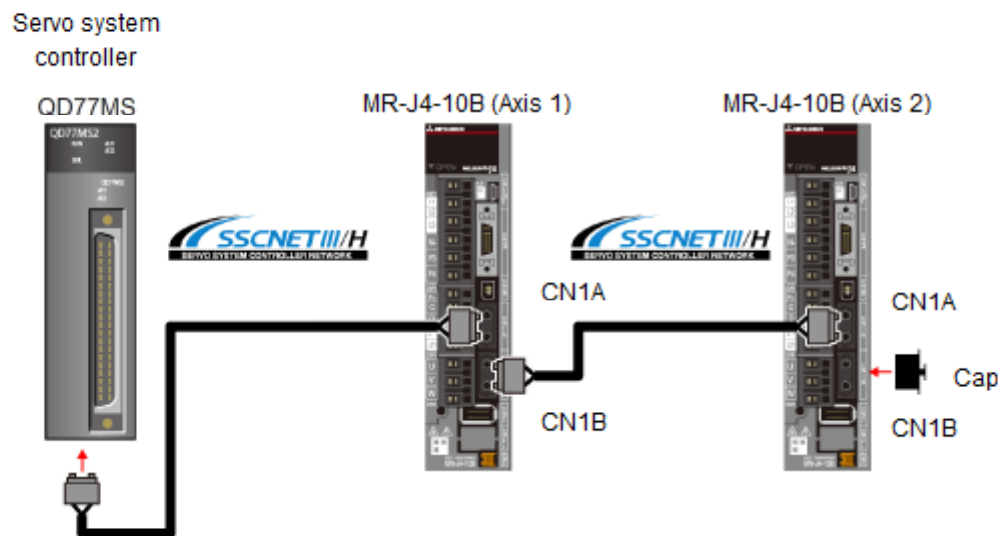 Servo system
controller
QD77MS
MR-J4-10B (Axis 1)
MR-J4-10B (Axis 2)
QD77MS2
SSCNETIII/H
SERVO SYSTEM CONTROLLER NETWORK
SSCNETIII/H
SERVO SYSTEM CONTROLLER NETWORK
CN1A
CN1A
Cap
CN1B
CN1B